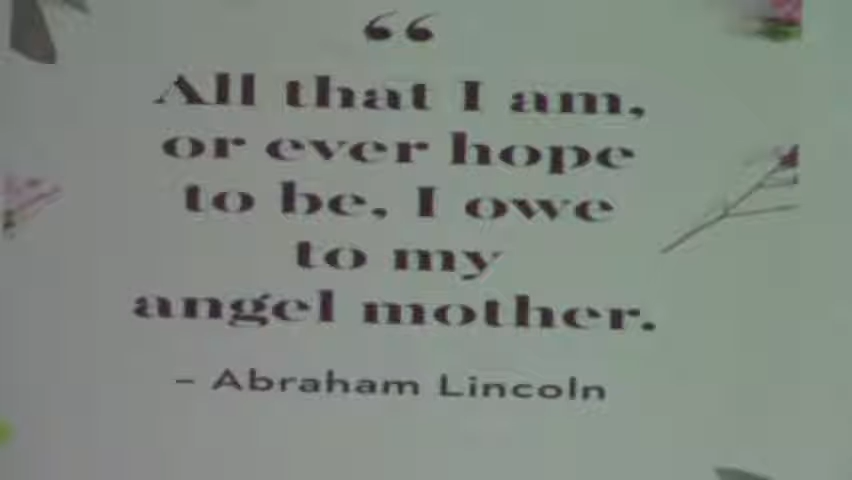 “
All that I am,
or ever hope
to be, I owe
to my
angel mother.
– Abraham Lincoln